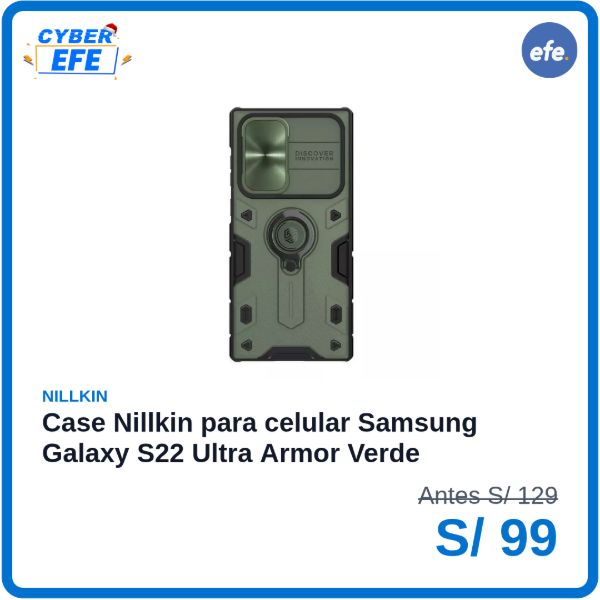 CYBER
EFE
efe.
DISCOVER
INNOVATION
NILLKIN
Case Nillkin para celular Samsung
Galaxy S22 Ultra Armor Verde
Antes S/ 129
S/ 99